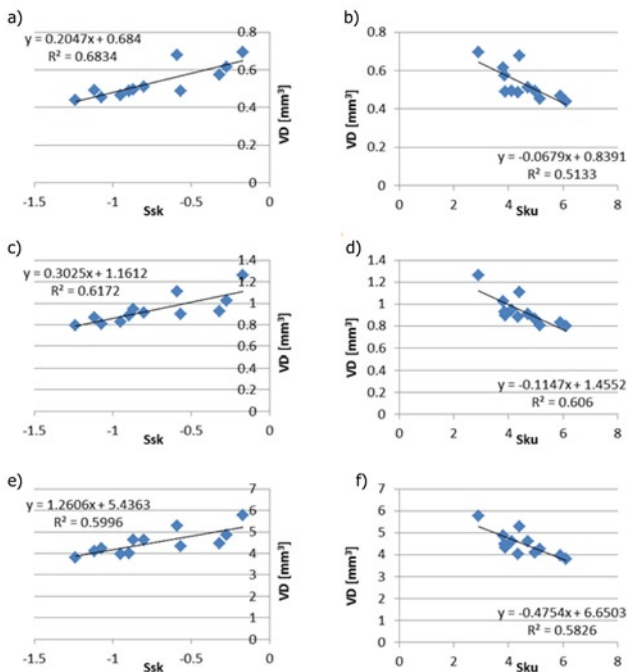 a)
y = 0.2047x + 0.684
R² = 0.6834
0.8
0.6
0.4
0.2
0
VD [mm³]
-1.5
-1
-0.5
0
Ssk
b)
VD [mm³]
0.8
0.6
0.4
0.2
0
y = -0.0679x + 0.8391
R² = 0.5133
0
2
4
6
8
Sku
c)
y = 0.3025x + 1.1612
R² = 0.6172
1.4
1.2
1
0.8
0.6
0.4
0.2
0
VD [mm³]
-1.5
-1
-0.5
0
Ssk
d)
VD [mm³]
1.4
1.2
1
0.8
0.6
0.4
0.2
0
y = -0.1147x + 1.4552
R² = 0.606
0
2
4
6
8
Sku
e)
y = 1.2606x + 5.4363
R² = 0.5996
7
6
5
4
3
2
1
0
VD [mm³]
-1.5
-1
-0.5
0
Ssk
f)
VD [mm³]
7
6
5
4
3
2
1
0
y = -0.4754x + 6.6503
R² = 0.5826
0
2
4
6
8
Sku